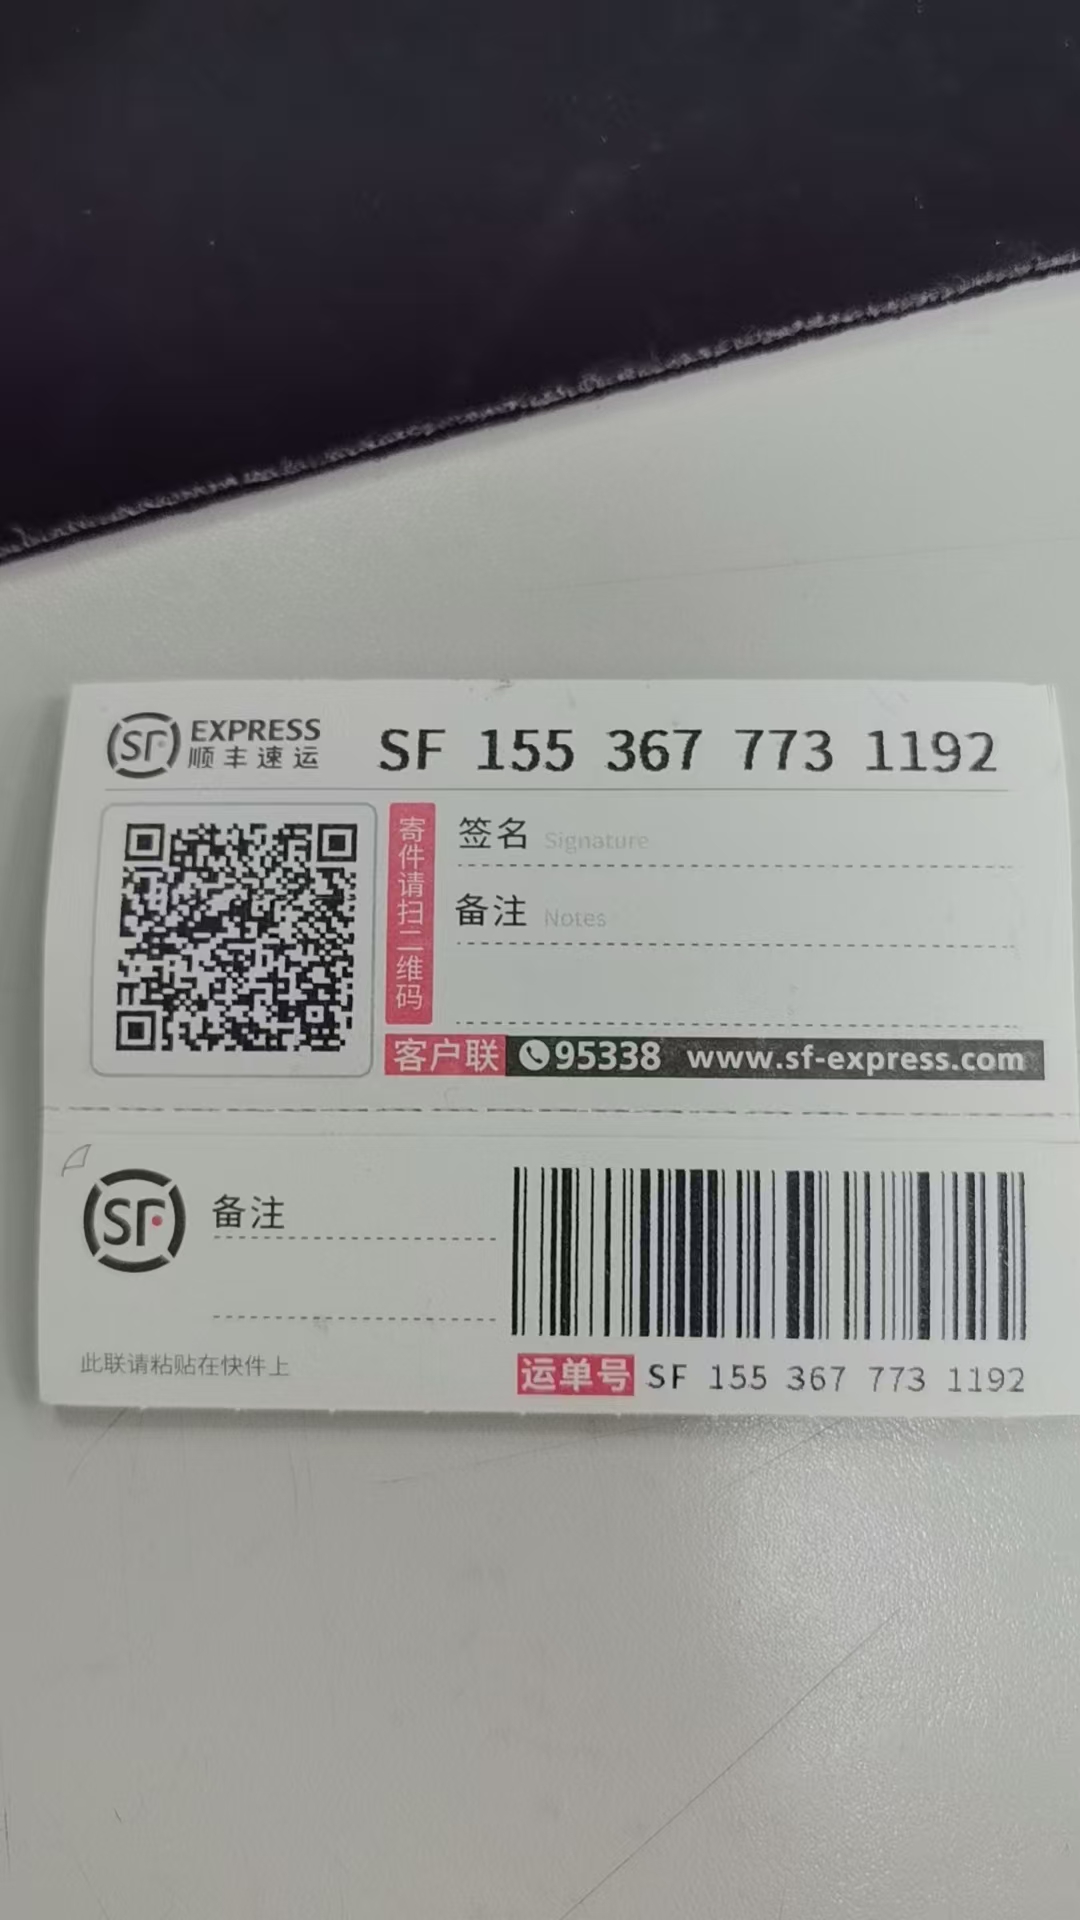 SF EXPRESS
顺丰速运
SF 155 367 773 1192
寄件请扫二维码
签名 Signature
备注 Notes
客户联 95338 www.sf-express.com
SF
备注
此联请粘贴在快件上
运单号 SF 155 367 773 1192